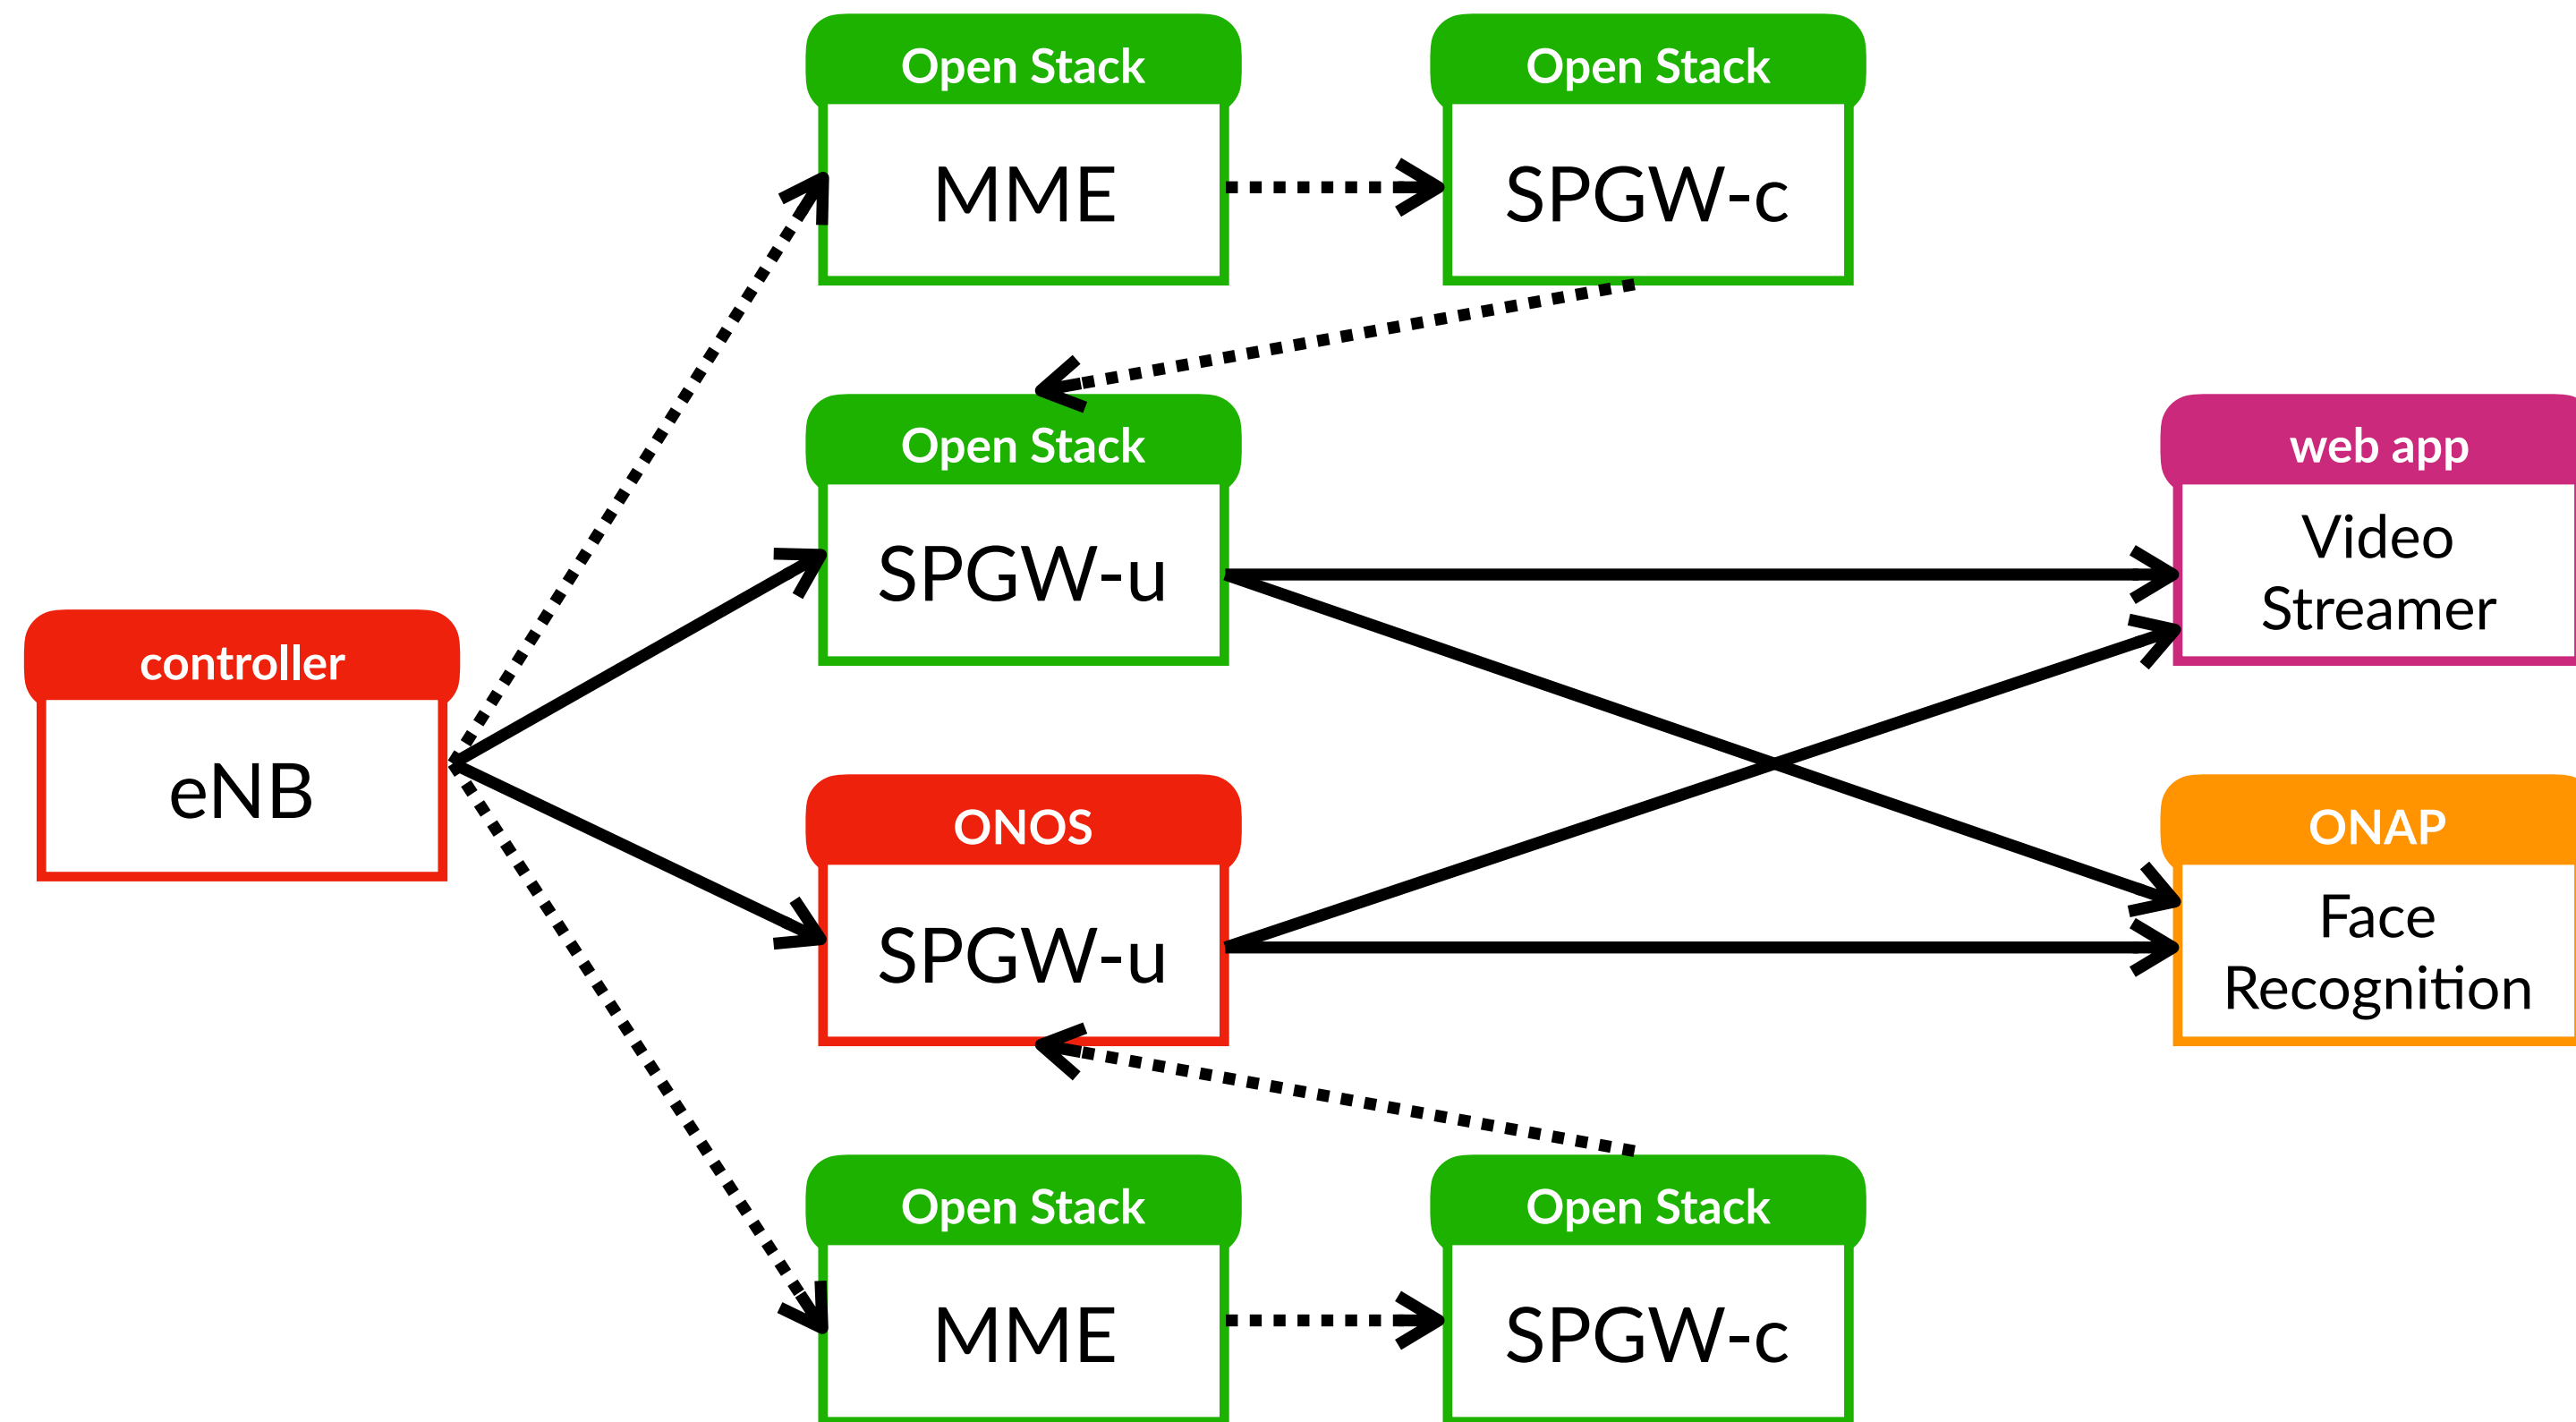 Open Stack
MME
Open Stack
SPGW-c
Open Stack
SPGW-u
web app
Video
Streamer
controller
eNB
ONOS
SPGW-u
ONAP
Face
Recognition
Open Stack
MME
Open Stack
SPGW-c